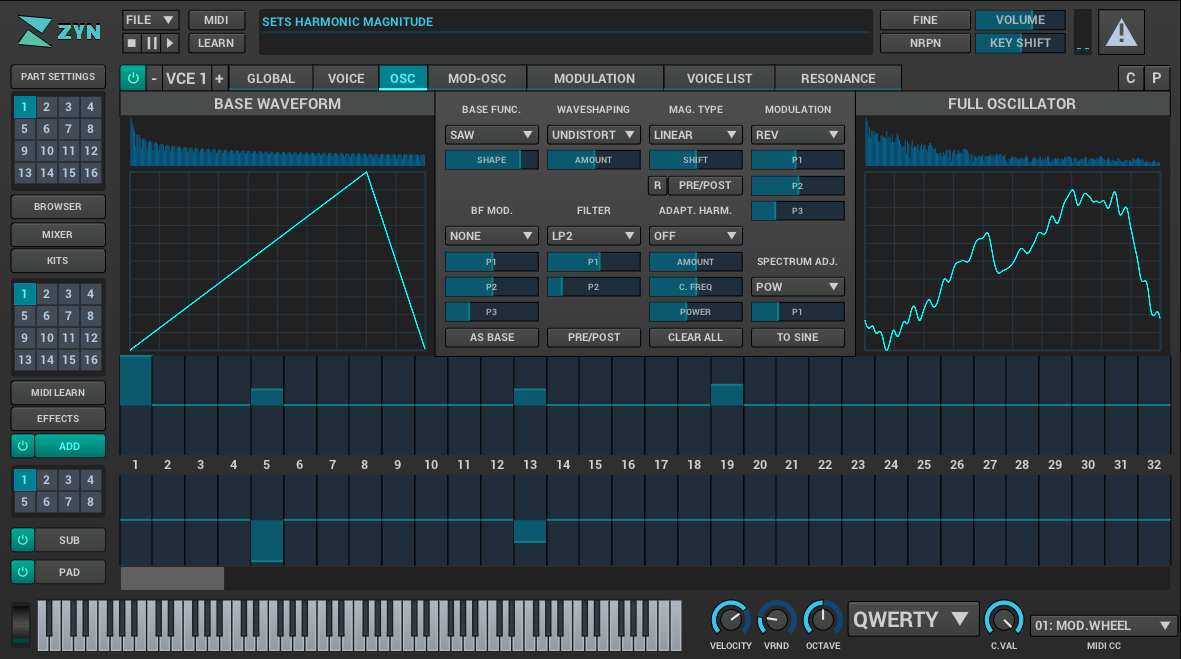 ZYN
FILE ▼ MIDI
LEARN
SETS HARMONIC MAGNITUDE
FINE VOLUME
NRPN KEY SHIFT
PART SETTINGS
1 2 3 4
5 6 7 8
9 10 11 12
13 14 15 16
BROWSER
MIXER
KITS
1 2 3 4
5 6 7 8
9 10 11 12
13 14 15 16
MIDI LEARN
EFFECTS
ADD
1 2 3 4
5 6 7 8
SUB
PAD
- VCE 1 + GLOBAL VOICE OSC MOD-OSC MODULATION VOICE LIST RESONANCE C P
BASE WAVEFORM
BASE FUNC. WAVESHAPING MAG. TYPE MODULATION
SAW ▼ UNDISTORT ▼ LINEAR ▼ REV ▼
SHAPE AMOUNT SHIFT P1
R PRE/POST P2
BF MOD. FILTER ADAPT. HARM. P3
NONE ▼ LP2 ▼ OFF ▼
P1 P1 AMOUNT SPECTRUM ADJ.
P2 P2 C. FREQ POW ▼
P3 POWER P1
AS BASE PRE/POST CLEAR ALL TO SINE
FULL OSCILLATOR
1 2 3 4 5 6 7 8 9 10 11 12 13 14 15 16 17 18 19 20 21 22 23 24 25 26 27 28 29 30 31 32
VELOCITY VRND OCTAVE
QWERTY ▼
C.VAL
01: MOD.WHEEL ▼
MIDI CC